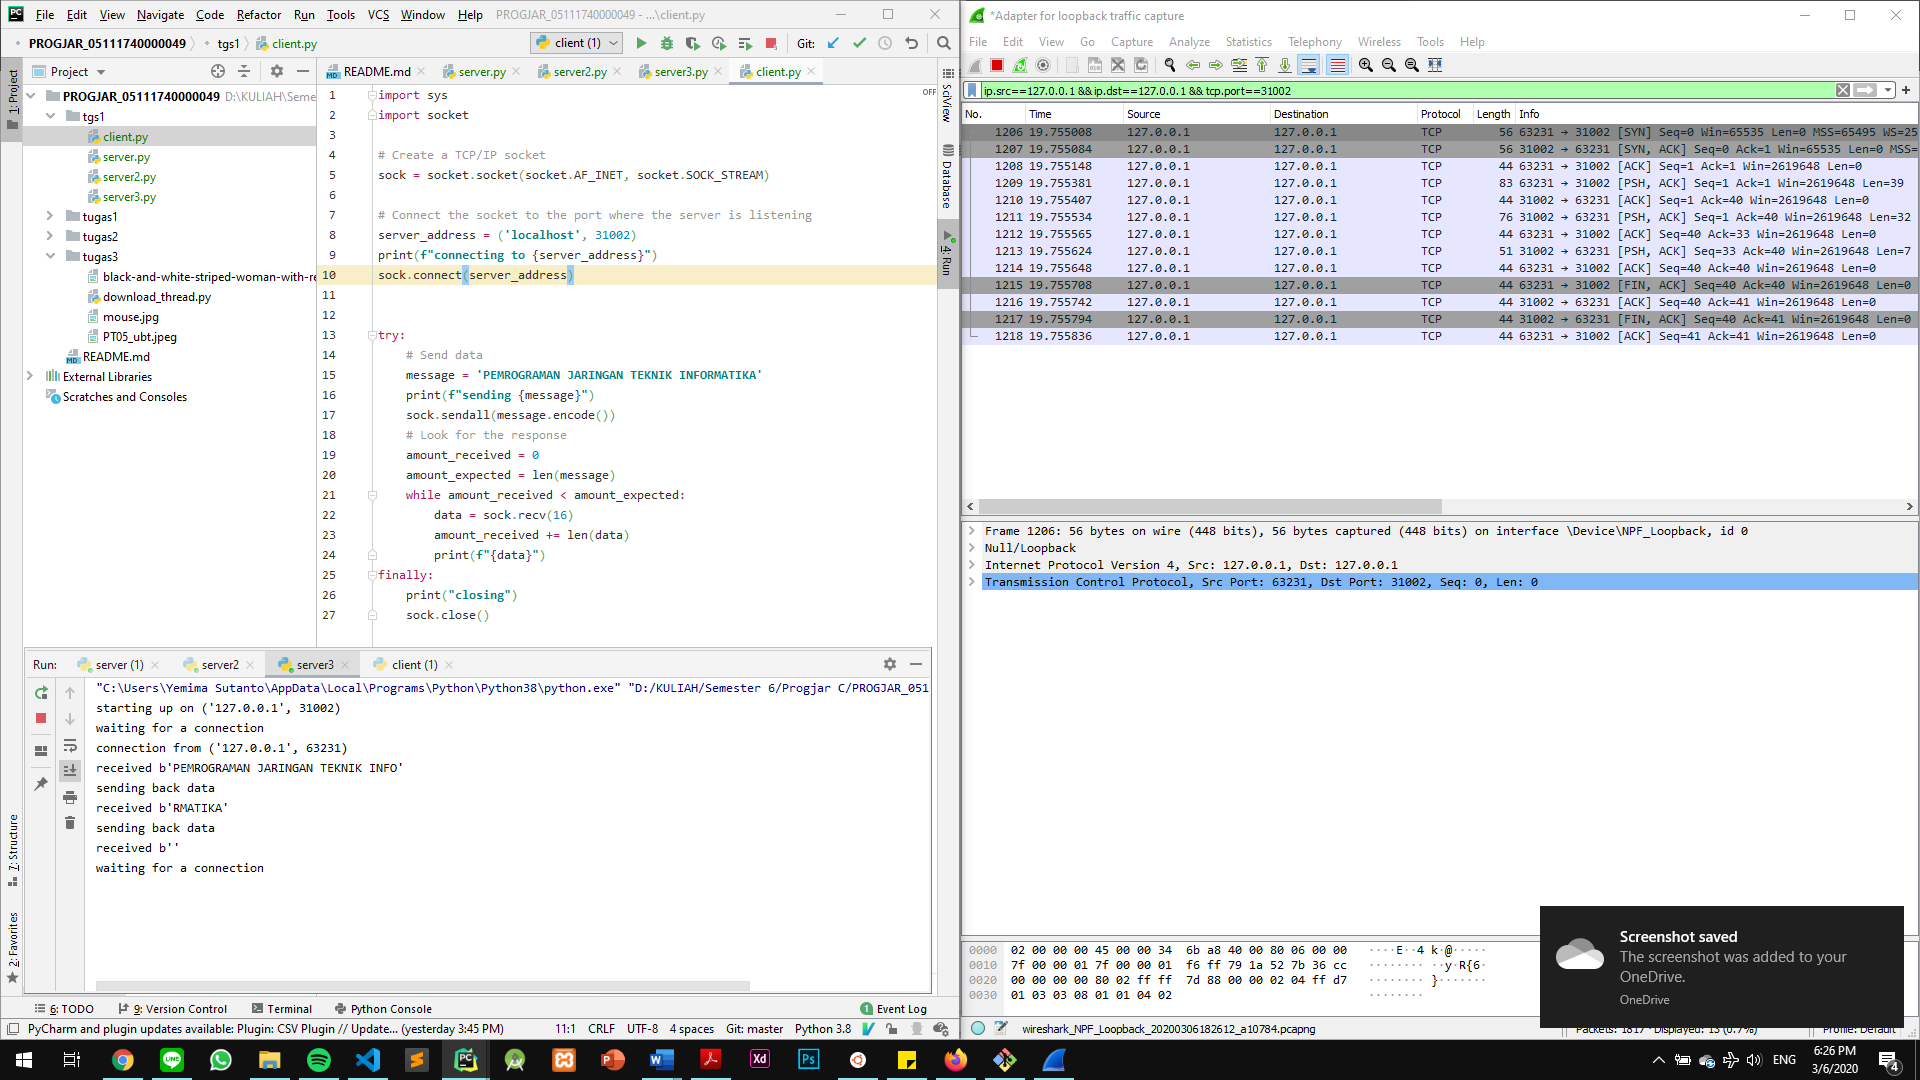 File Edit View Navigate Code Refactor Run Tools VCS Window Help PROGJAR_05111740000049 - ...\client.py
PROGJAR_05111740000049 tgs1 client.py client (1) Git:
Project
README.md server.py server2.py server3.py client.py
1: Project
PROGJAR_05111740000049 D:\KULIAH\Seme
tgs1
client.py
server.py
server2.py
server3.py
tugas1
tugas2
tugas3
black-and-white-striped-woman-with-re
download_thread.py
mouse.jpg
PT05_ubt.jpeg
README.md
External Libraries
Scratches and Consoles
OFF
1 import sys
2 import socket
3
4 # Create a TCP/IP socket
5 sock = socket.socket(socket.AF_INET, socket.SOCK_STREAM)
6
7 # Connect the socket to the port where the server is listening
8 server_address = ('localhost', 31002)
9 print(f"connecting to {server_address}")
10 sock.connect(server_address)
11
12
13 try:
14 # Send data
15 message = 'PEMROGRAMAN JARINGAN TEKNIK INFORMATIKA'
16 print(f"sending {message}")
17 sock.sendall(message.encode())
18 # Look for the response
19 amount_received = 0
20 amount_expected = len(message)
21 while amount_received < amount_expected:
22 data = sock.recv(16)
23 amount_received += len(data)
24 print(f"{data}")
25 finally:
26 print("closing")
27 sock.close()
SciView
Database
4: Run
Run: server (1) server2 server3 client (1)
"C:\Users\Yemima Sutanto\AppData\Local\Programs\Python\Python38\python.exe" "D:/KULIAH/Semester 6/Progjar C/PROGJAR_051
starting up on ('127.0.0.1', 31002)
waiting for a connection
connection from ('127.0.0.1', 63231)
received b'PEMROGRAMAN JARINGAN TEKNIK INFO'
sending back data
received b'RMATIKA'
sending back data
received b''
waiting for a connection
7: Structure
2: Favorites
6: TODO 9: Version Control Terminal Python Console 1 Event Log
PyCharm and plugin updates available: Plugin: CSV Plugin // Update... (yesterday 3:45 PM) 11:1 CRLF UTF-8 4 spaces Git: master Python 3.8
*Adapter for loopback traffic capture
File Edit View Go Capture Analyze Statistics Telephony Wireless Tools Help
ip.src==127.0.0.1 && ip.dst==127.0.0.1 && tcp.port==31002
No. Time Source Destination Protocol Length Info
1206 19.755008 127.0.0.1 127.0.0.1 TCP 56 63231 → 31002 [SYN] Seq=0 Win=65535 Len=0 MSS=65495 WS=25
1207 19.755084 127.0.0.1 127.0.0.1 TCP 56 31002 → 63231 [SYN, ACK] Seq=0 Ack=1 Win=65535 Len=0 MSS=
1208 19.755148 127.0.0.1 127.0.0.1 TCP 44 63231 → 31002 [ACK] Seq=1 Ack=1 Win=2619648 Len=0
1209 19.755381 127.0.0.1 127.0.0.1 TCP 83 63231 → 31002 [PSH, ACK] Seq=1 Ack=1 Win=2619648 Len=39
1210 19.755407 127.0.0.1 127.0.0.1 TCP 44 31002 → 63231 [ACK] Seq=1 Ack=40 Win=2619648 Len=0
1211 19.755534 127.0.0.1 127.0.0.1 TCP 76 31002 → 63231 [PSH, ACK] Seq=1 Ack=40 Win=2619648 Len=32
1212 19.755565 127.0.0.1 127.0.0.1 TCP 44 63231 → 31002 [ACK] Seq=40 Ack=33 Win=2619648 Len=0
1213 19.755624 127.0.0.1 127.0.0.1 TCP 51 31002 → 63231 [PSH, ACK] Seq=33 Ack=40 Win=2619648 Len=7
1214 19.755648 127.0.0.1 127.0.0.1 TCP 44 63231 → 31002 [ACK] Seq=40 Ack=40 Win=2619648 Len=0
1215 19.755708 127.0.0.1 127.0.0.1 TCP 44 63231 → 31002 [FIN, ACK] Seq=40 Ack=40 Win=2619648 Len=0
1216 19.755742 127.0.0.1 127.0.0.1 TCP 44 31002 → 63231 [ACK] Seq=40 Ack=41 Win=2619648 Len=0
1217 19.755794 127.0.0.1 127.0.0.1 TCP 44 31002 → 63231 [FIN, ACK] Seq=40 Ack=41 Win=2619648 Len=0
1218 19.755836 127.0.0.1 127.0.0.1 TCP 44 63231 → 31002 [ACK] Seq=41 Ack=41 Win=2619648 Len=0
Frame 1206: 56 bytes on wire (448 bits), 56 bytes captured (448 bits) on interface \Device\NPF_Loopback, id 0
Null/Loopback
Internet Protocol Version 4, Src: 127.0.0.1, Dst: 127.0.0.1
Transmission Control Protocol, Src Port: 63231, Dst Port: 31002, Seq: 0, Len: 0
0000 02 00 00 00 45 00 00 34 6b a8 40 00 80 06 00 00 ····E··4 k·@·····
0010 7f 00 00 01 7f 00 00 01 f6 ff 79 1a 52 7b 36 cc ········ ··y·R{6·
0020 00 00 00 00 80 02 ff ff 7d 88 00 00 02 04 ff d7 ········ }·······
0030 01 03 03 08 01 01 04 02 ········
wireshark_NPF_Loopback_20200306182612_a10784.pcapng Packets: 1817 · Displayed: 13 (0.7%) Profile: Default
Screenshot saved
The screenshot was added to your
OneDrive.
OneDrive
ENG 6:26 PM
3/6/2020 4